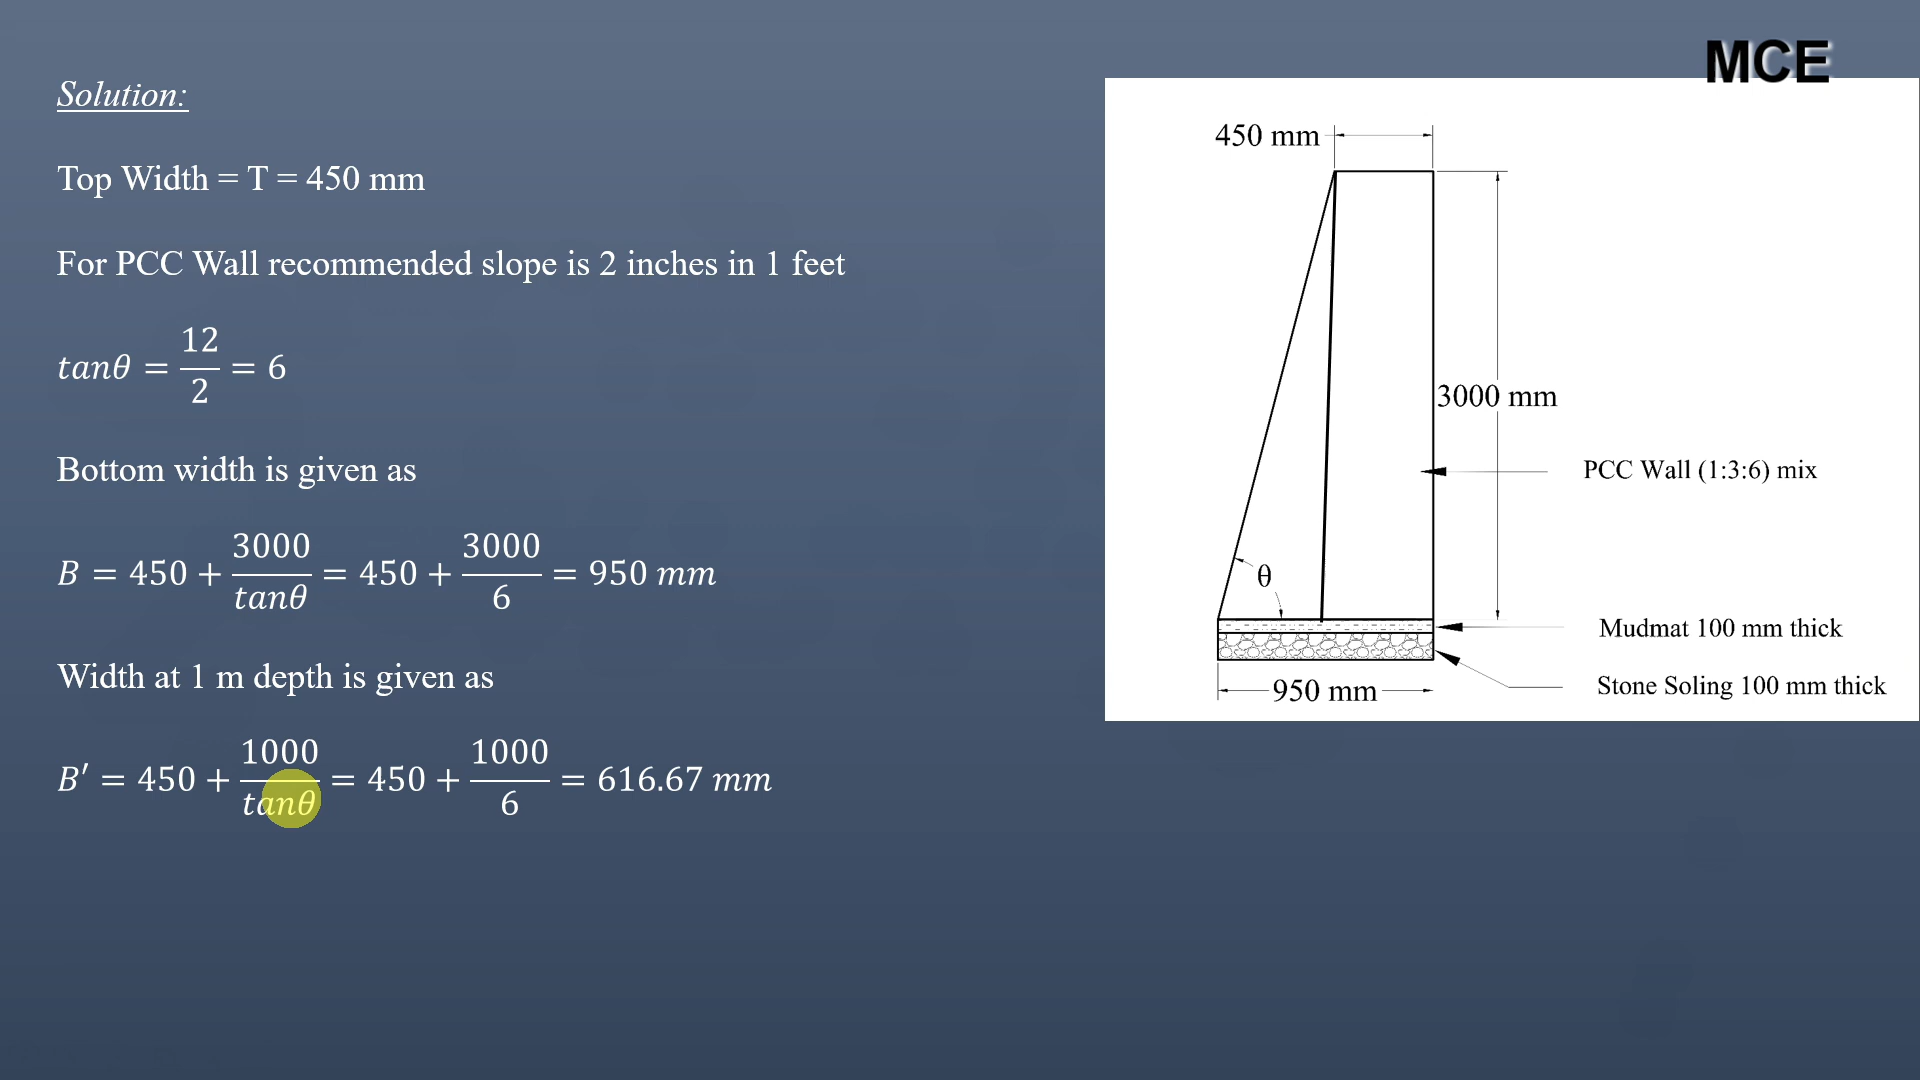 MCE
Solution:
Top Width = T = 450 mm
For PCC Wall recommended slope is 2 inches in 1 feet
tanθ = 12/2 = 6
Bottom width is given as
B = 450 + 3000/tanθ = 450 + 3000/6 = 950 mm
Width at 1 m depth is given as
B′ = 450 + 1000/tanθ = 450 + 1000/6 = 616.67 mm
450 mm
3000 mm
PCC Wall (1:3:6) mix
θ
Mudmat 100 mm thick
Stone Soling 100 mm thick
950 mm